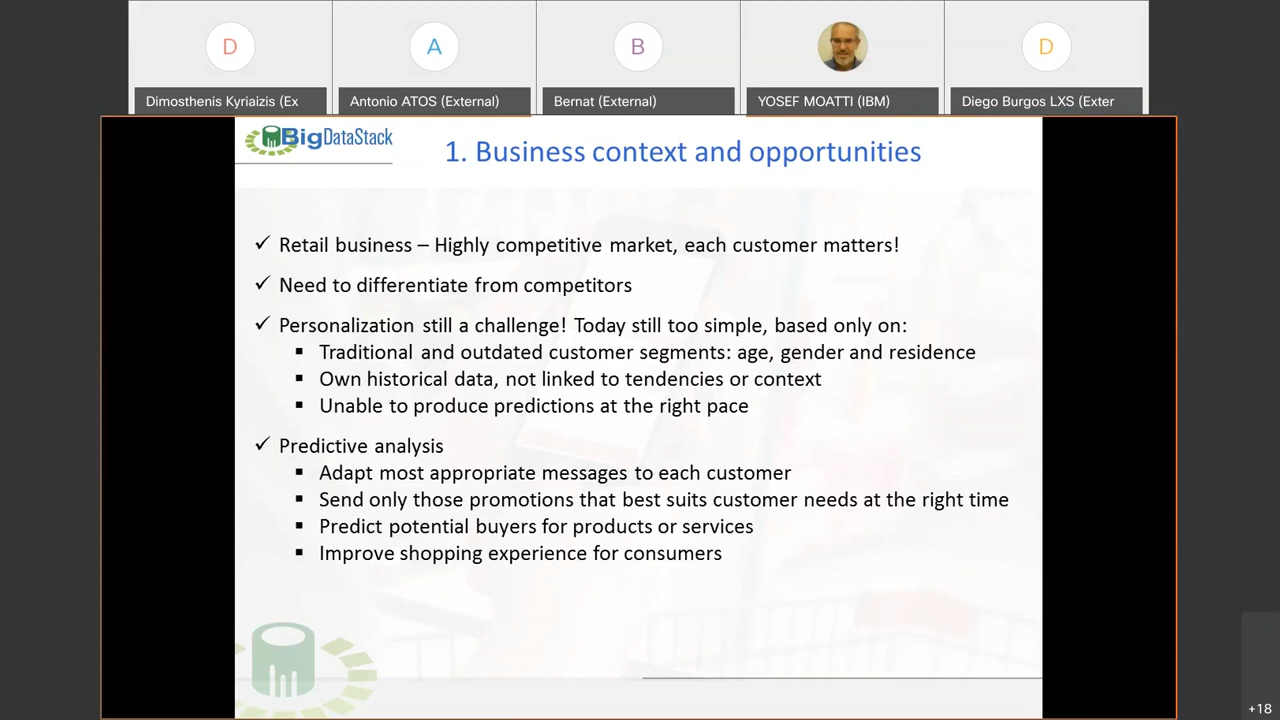 D
A
B
D
Dimosthenis Kyriaizis (Ex
Antonio ATOS (External)
Bernat (External)
YOSEF MOATTI (IBM)
Diego Burgos LXS (Exter
BigDataStack
1. Business context and opportunities
✓ Retail business – Highly competitive market, each customer matters!
✓ Need to differentiate from competitors
✓ Personalization still a challenge! Today still too simple, based only on:
▪ Traditional and outdated customer segments: age, gender and residence
▪ Own historical data, not linked to tendencies or context
▪ Unable to produce predictions at the right pace
✓ Predictive analysis
▪ Adapt most appropriate messages to each customer
▪ Send only those promotions that best suits customer needs at the right time
▪ Predict potential buyers for products or services
▪ Improve shopping experience for consumers
+18